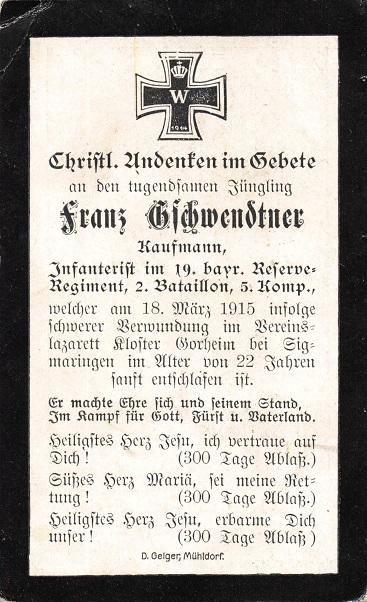 W
1914
Christl. Andenken im Gebete
an den tugendsamen Jüngling
Franz Gschwendtner
Kaufmann,
Infanterist im 19. bayr. Reserve-
Regiment, 2. Bataillon, 5. Komp.,
welcher am 18. März 1915 infolge
schwerer Verwundung im Vereins-
lazarett Kloster Gorheim bei Sig-
maringen im Alter von 22 Jahren
sanft entschlafen ist.
Er machte Ehre sich und seinem Stand,
Im Kampf für Gott, Fürst u. Vaterland.
Heiligstes Herz Jesu, ich vertraue auf
Dich! (300 Tage Ablaß.)
Süßes Herz Mariä, sei meine Ret-
tung! (300 Tage Ablaß.)
Heiligstes Herz Jesu, erbarme Dich
unser! (300 Tage Ablaß)
D. Geiger, Mühldorf.